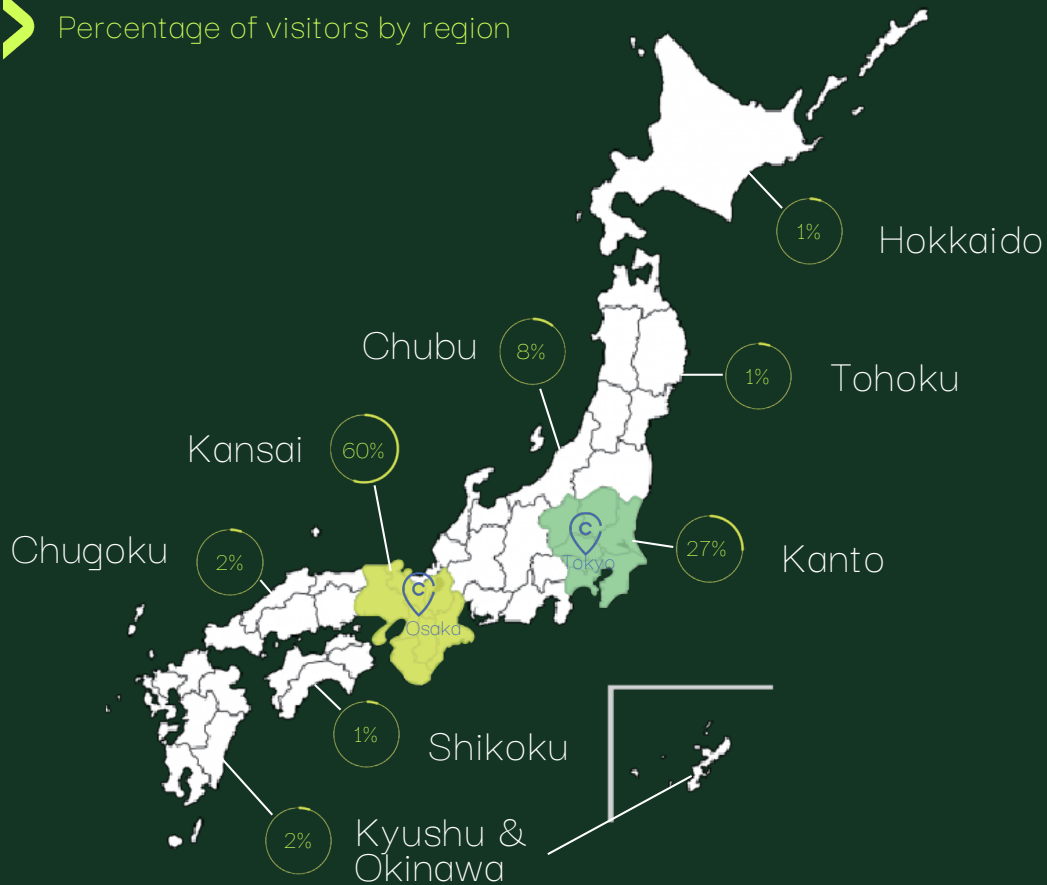 Percentage of visitors by region
1%
Hokkaido
Chubu
8%
1%
Tohoku
Kansai
60%
C
Tokyo
27%
Kanto
Chugoku
2%
C
Osaka
1%
Shikoku
2%
Kyushu &
Okinawa